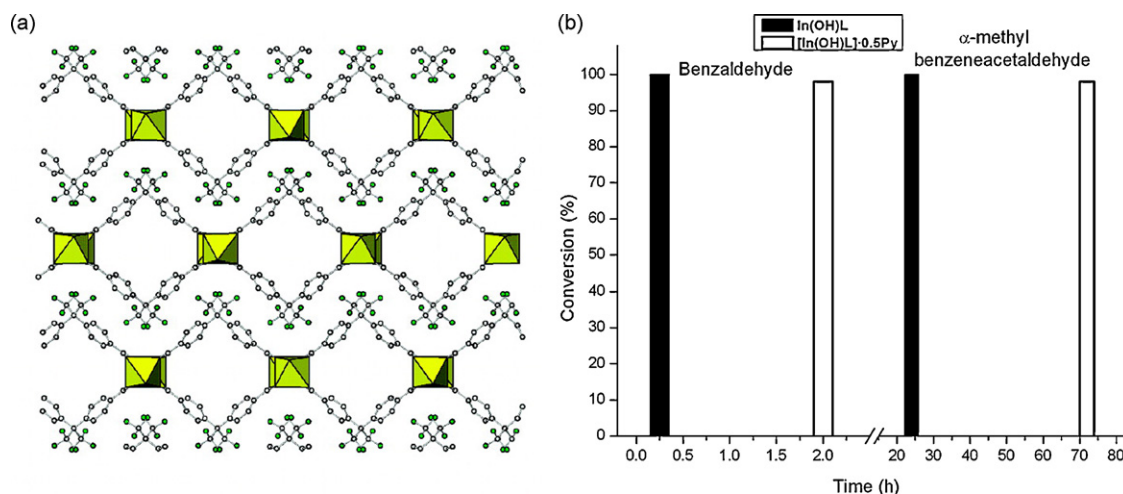 (a)
(b)
In(OH)L
[In(OH)L]·0.5Py
Benzaldehyde
α-methyl
benzeneacetaldehyde
Conversion (%)
100
90
80
70
60
50
40
30
20
10
0
0.0 0.5 1.0 1.5 2.0 20 30 40 50 60 70 80
Time (h)